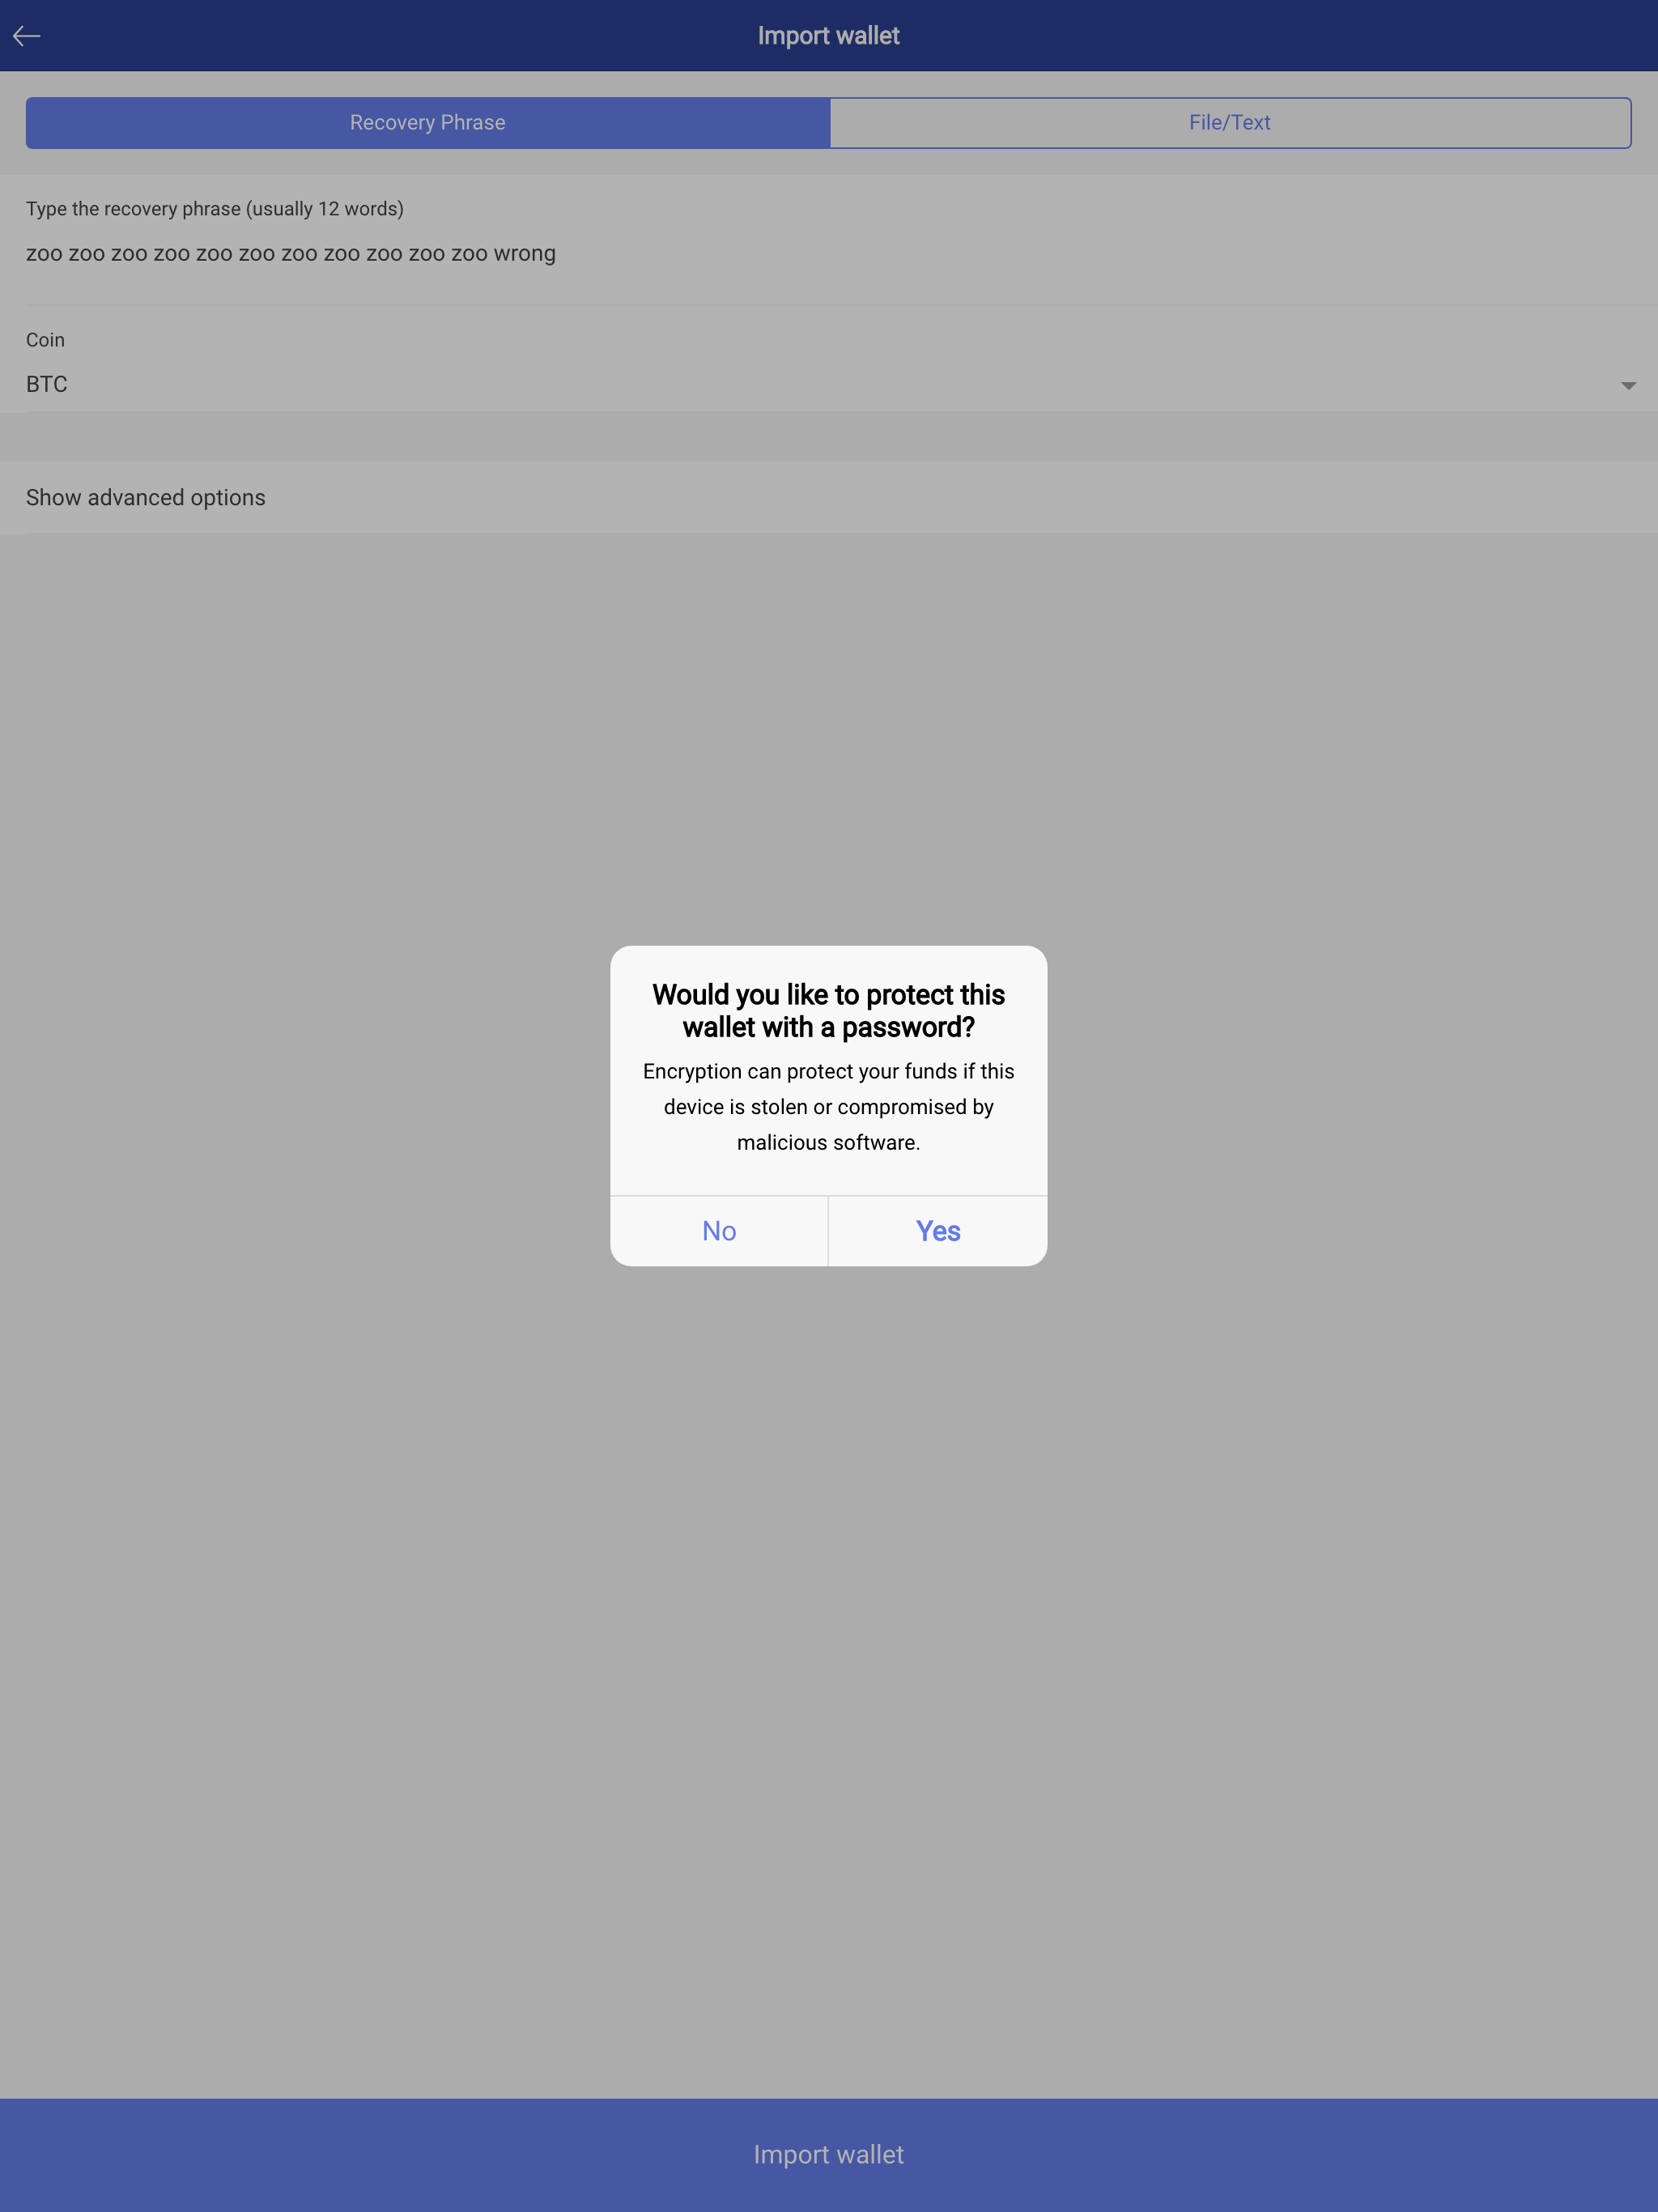 Import wallet
Recovery Phrase
File/Text
Type the recovery phrase (usually 12 words)
zoo zoo zoo zoo zoo zoo zoo zoo zoo zoo zoo wrong
Coin
BTC
Show advanced options
Would you like to protect this
wallet with a password?
Encryption can protect your funds if this
device is stolen or compromised by
malicious software.
No
Yes
Import wallet